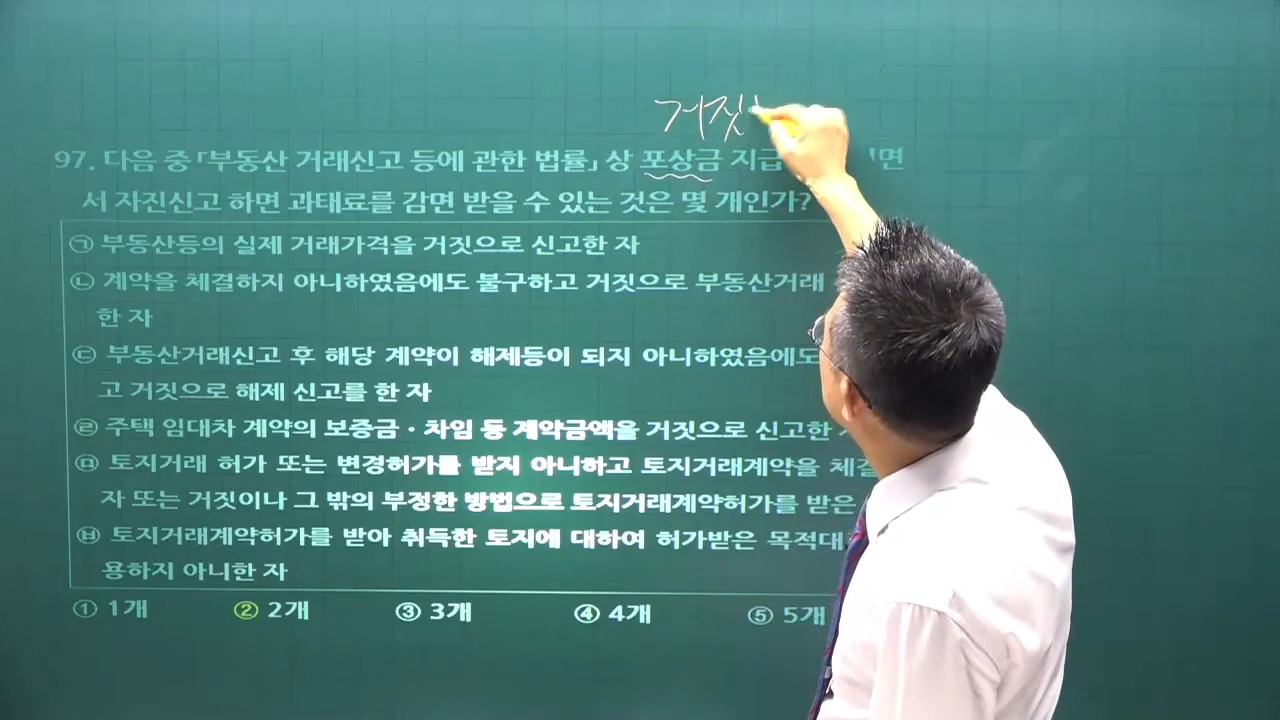 거짓
97. 다음 중 「부동산 거래신고 등에 관한 법률」 상 포상금 지급
서 자진신고 하면 과태료를 감면 받을 수 있는 것은 몇 개인가?
㉠ 부동산등의 실제 거래가격을 거짓으로 신고한 자
㉡ 계약을 체결하지 아니하였음에도 불구하고 거짓으로 부동산거래
한 자
㉢ 부동산거래신고 후 해당 계약이 해제등이 되지 아니하였음에도
고 거짓으로 해제 신고를 한 자
㉣ 주택 임대차 계약의 보증금·차임 등 계약금액을 거짓으로 신고한
㉤ 토지거래 허가 또는 변경허가를 받지 아니하고 토지거래계약을 체결
자 또는 거짓이나 그 밖의 부정한 방법으로 토지거래계약허가를 받은
㉥ 토지거래계약허가를 받아 취득한 토지에 대하여 허가받은 목적대
용하지 아니한 자
① 1개 ② 2개 ③ 3개 ④ 4개 ⑤ 5개